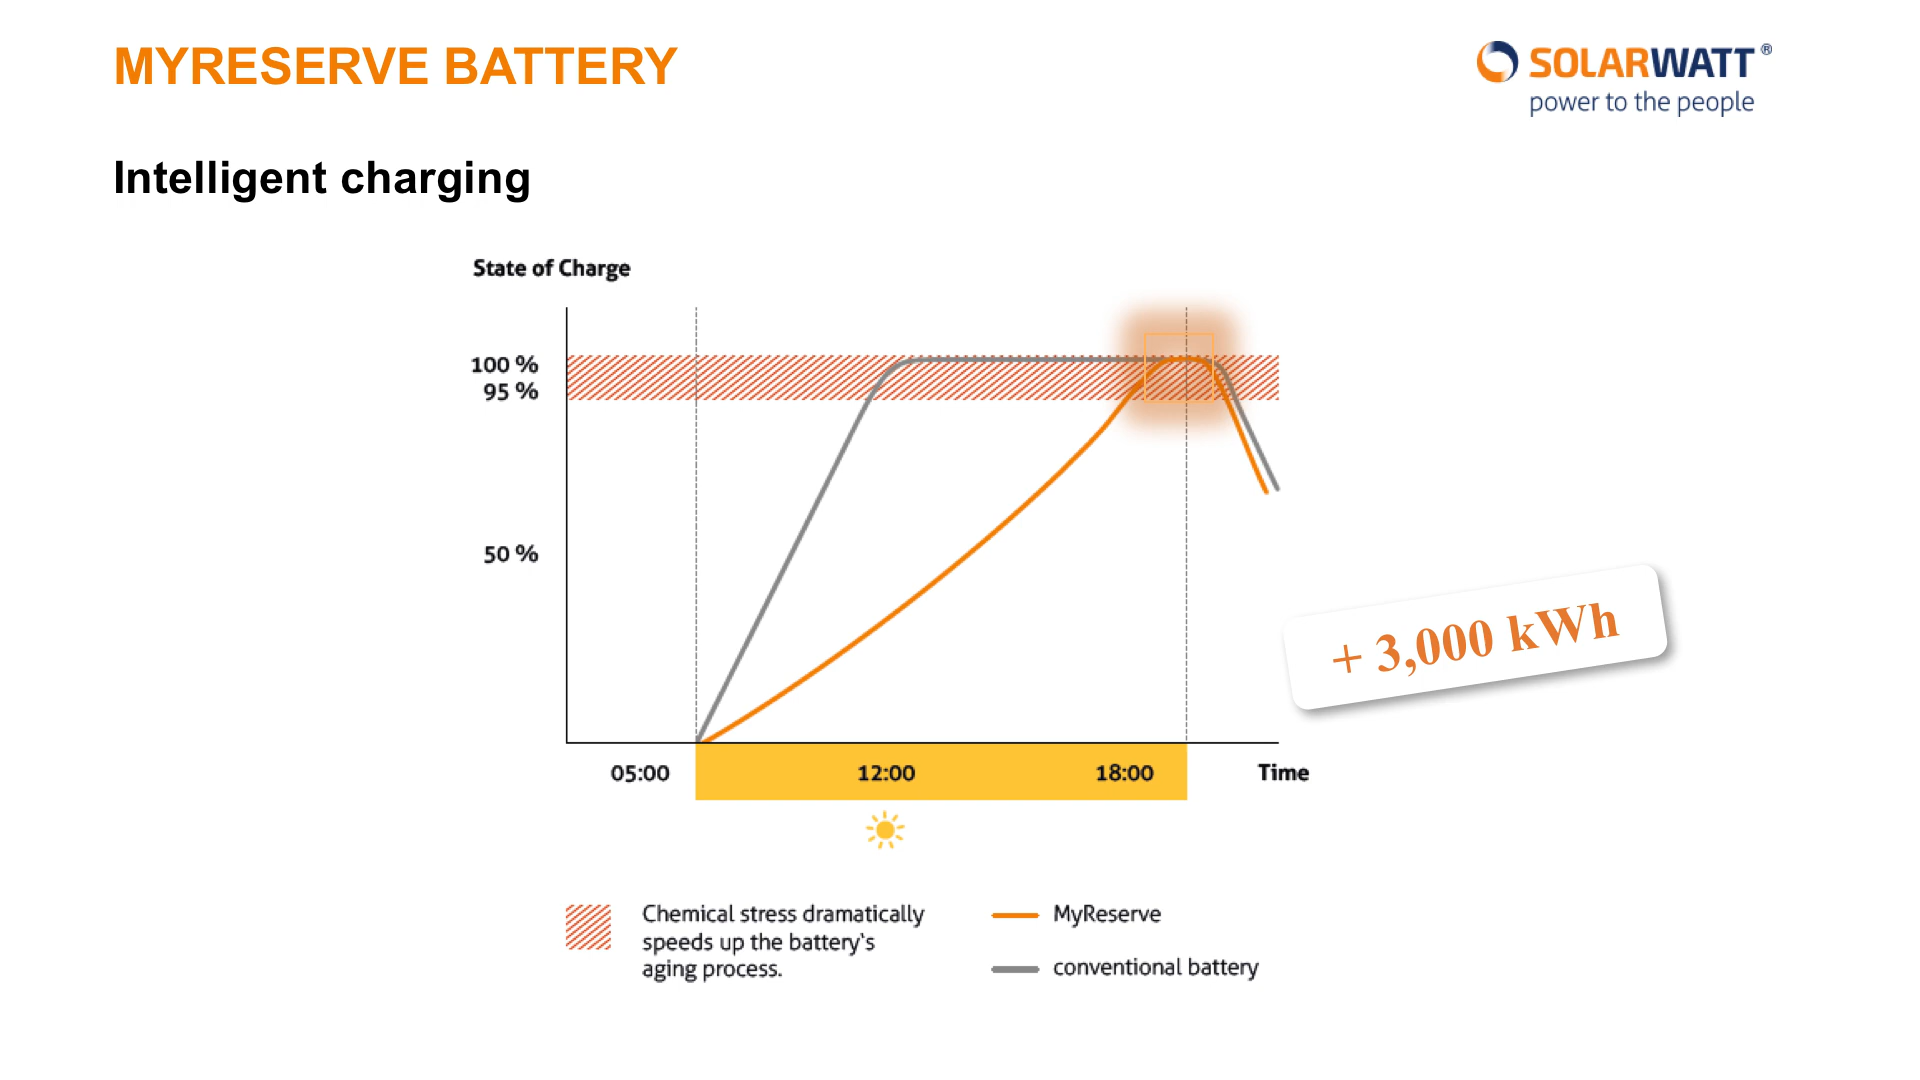 MYRESERVE BATTERY
SOLARWATT®
power to the people
Intelligent charging
State of Charge
100 %
95 %
50 %
+ 3,000 kWh
05:00
12:00
18:00
Time
Chemical stress dramatically
speeds up the battery‘s
aging process.
MyReserve
conventional battery